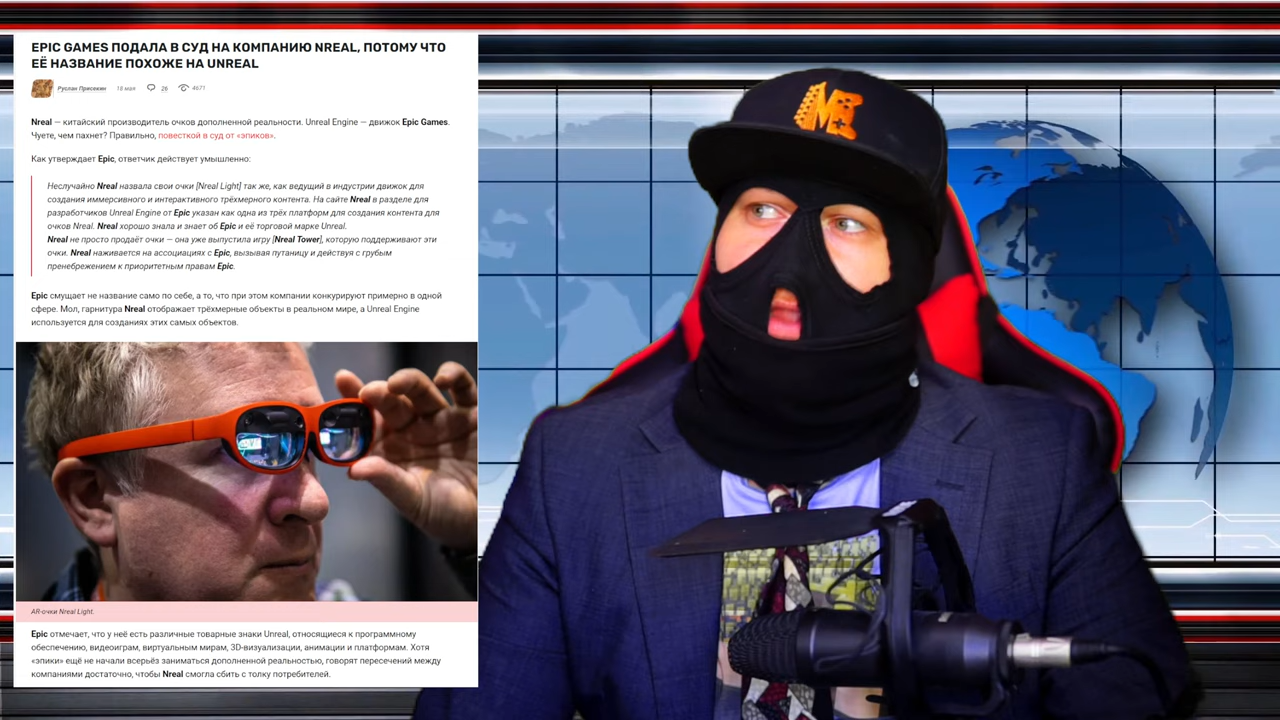 EPIC GAMES ПОДАЛА В СУД НА КОМПАНИЮ NREAL, ПОТОМУ ЧТО
ЕЁ НАЗВАНИЕ ПОХОЖЕ НА UNREAL
Руслан Присекин 18 мая 26 4671
Nreal — китайский производитель очков дополненной реальности. Unreal Engine — движок Epic Games.
Чуете, чем пахнет? Правильно, повесткой в суд от «эпиков».
Как утверждает Epic, ответчик действует умышленно:
Неслучайно Nreal назвала свои очки [Nreal Light] так же, как ведущий в индустрии движок для
создания иммерсивного и интерактивного трёхмерного контента. На сайте Nreal в разделе для
разработчиков Unreal Engine от Epic указан как одна из трёх платформ для создания контента для
очков Nreal. Nreal хорошо знала и знает об Epic и её торговой марке Unreal.
Nreal не просто продаёт очки — она уже выпустила игру [Nreal Tower], которую поддерживают эти
очки. Nreal наживается на ассоциациях с Epic, вызывая путаницу и действуя с грубым
пренебрежением к приоритетным правам Epic.
Epic смущает не название само по себе, а то, что при этом компании конкурируют примерно в одной
сфере. Мол, гарнитура Nreal отображает трёхмерные объекты в реальном мире, а Unreal Engine
используется для созданиях этих самых объектов.
AR-очки Nreal Light.
Epic отмечает, что у неё есть различные товарные знаки Unreal, относящиеся к программному
обеспечению, видеоиграм, виртуальным мирам, 3D-визуализации, анимации и платформам. Хотя
«эпики» ещё не начали всерьёз заниматься дополненной реальностью, говорят пересечений между
компаниями достаточно, чтобы Nreal смогла сбить с толку потребителей.